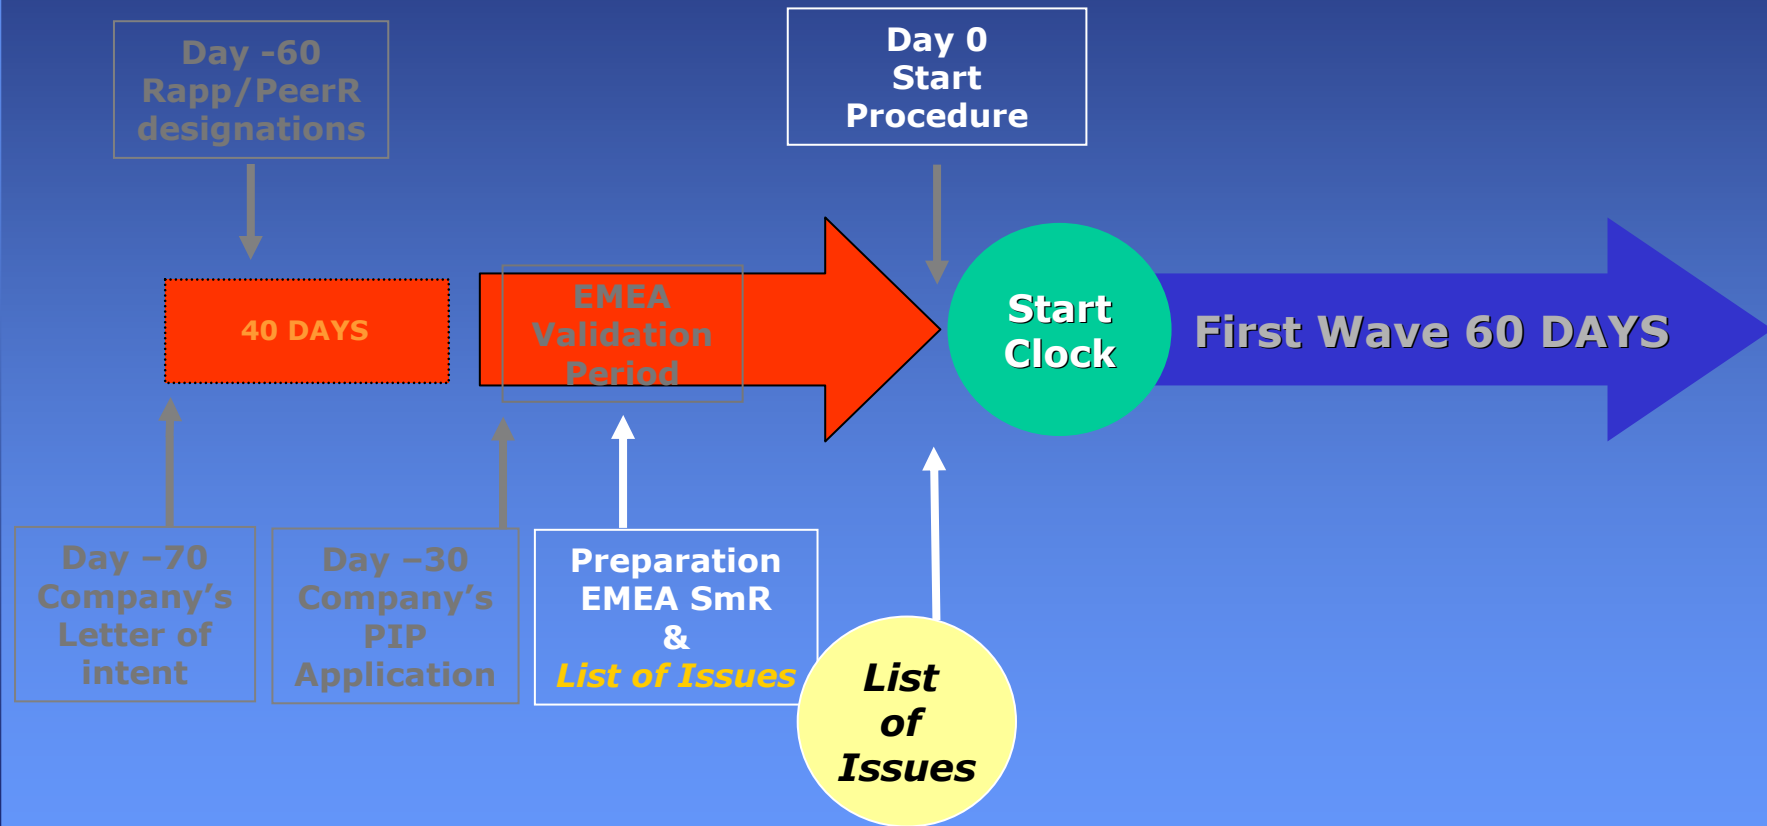 Day -60
Rapp/PeerR
designations
Day 0
Start
Procedure
40 DAYS
EMEA
Validation
Period
Start
Clock
First Wave 60 DAYS
Day –70
Company’s
Letter of
intent
Day –30
Company’s
PIP
Application
Preparation
EMEA SmR
&
List of Issues
List
of
Issues